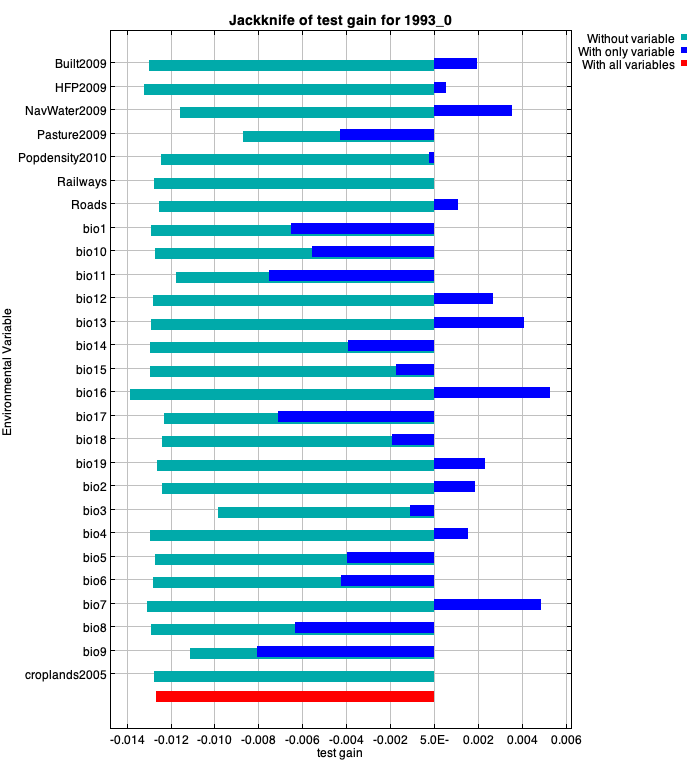 Jackknife of test gain for 1993_0
Without variable
With only variable
With all variables
Environmental Variable
Built2009
HFP2009
NavWater2009
Pasture2009
Popdensity2010
Railways
Roads
bio1
bio10
bio11
bio12
bio13
bio14
bio15
bio16
bio17
bio18
bio19
bio2
bio3
bio4
bio5
bio6
bio7
bio8
bio9
croplands2005
-0.014 -0.012 -0.010 -0.008 -0.006 -0.004 -0.002 5.0E- 0.002 0.004 0.006
test gain